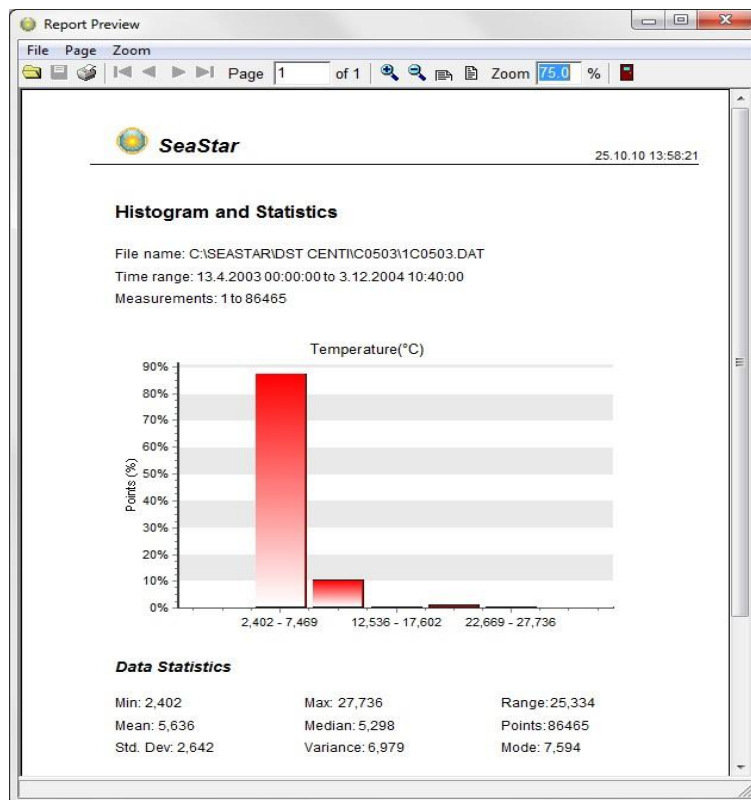 Report Preview
File Page Zoom
Page 1 of 1 Zoom 75.0 %
SeaStar
25.10.10 13:58:21
Histogram and Statistics
File name: C:\SEASTAR\DST CENTI\C0503\1C0503.DAT
Time range: 13.4.2003 00:00:00 to 3.12.2004 10:40:00
Measurements: 1 to 86465
Temperature(°C)
90%
80%
70%
60%
50%
40%
30%
20%
10%
0%
Points (%)
2,402 - 7,469 12,536 - 17,602 22,669 - 27,736
Data Statistics
Min: 2,402 Max: 27,736 Range:25,334
Mean: 5,636 Median: 5,298 Points:86465
Std. Dev: 2,642 Variance: 6,979 Mode: 7,594